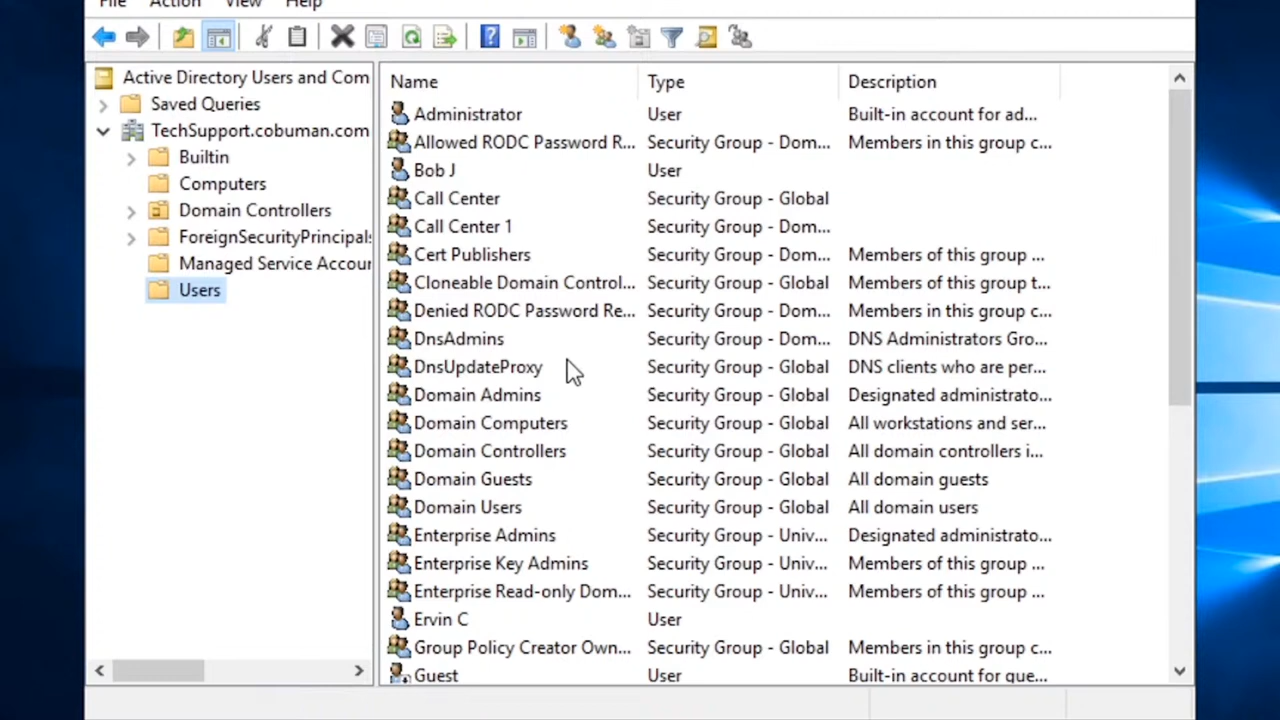 File Action View Help
Active Directory Users and Com
Saved Queries
TechSupport.cobuman.com
Builtin
Computers
Domain Controllers
ForeignSecurityPrincipals
Managed Service Accour
Users
Name Type Description
Administrator User Built-in account for ad...
Allowed RODC Password R... Security Group - Dom... Members in this group c...
Bob J User
Call Center Security Group - Global
Call Center 1 Security Group - Dom...
Cert Publishers Security Group - Dom... Members of this group ...
Cloneable Domain Control... Security Group - Global Members of this group t...
Denied RODC Password Re... Security Group - Dom... Members in this group c...
DnsAdmins Security Group - Dom... DNS Administrators Gro...
DnsUpdateProxy Security Group - Global DNS clients who are per...
Domain Admins Security Group - Global Designated administrato...
Domain Computers Security Group - Global All workstations and ser...
Domain Controllers Security Group - Global All domain controllers i...
Domain Guests Security Group - Global All domain guests
Domain Users Security Group - Global All domain users
Enterprise Admins Security Group - Univ... Designated administrato...
Enterprise Key Admins Security Group - Univ... Members of this group ...
Enterprise Read-only Dom... Security Group - Univ... Members of this group ...
Ervin C User
Group Policy Creator Own... Security Group - Global Members in this group c...
Guest User Built-in account for gue...